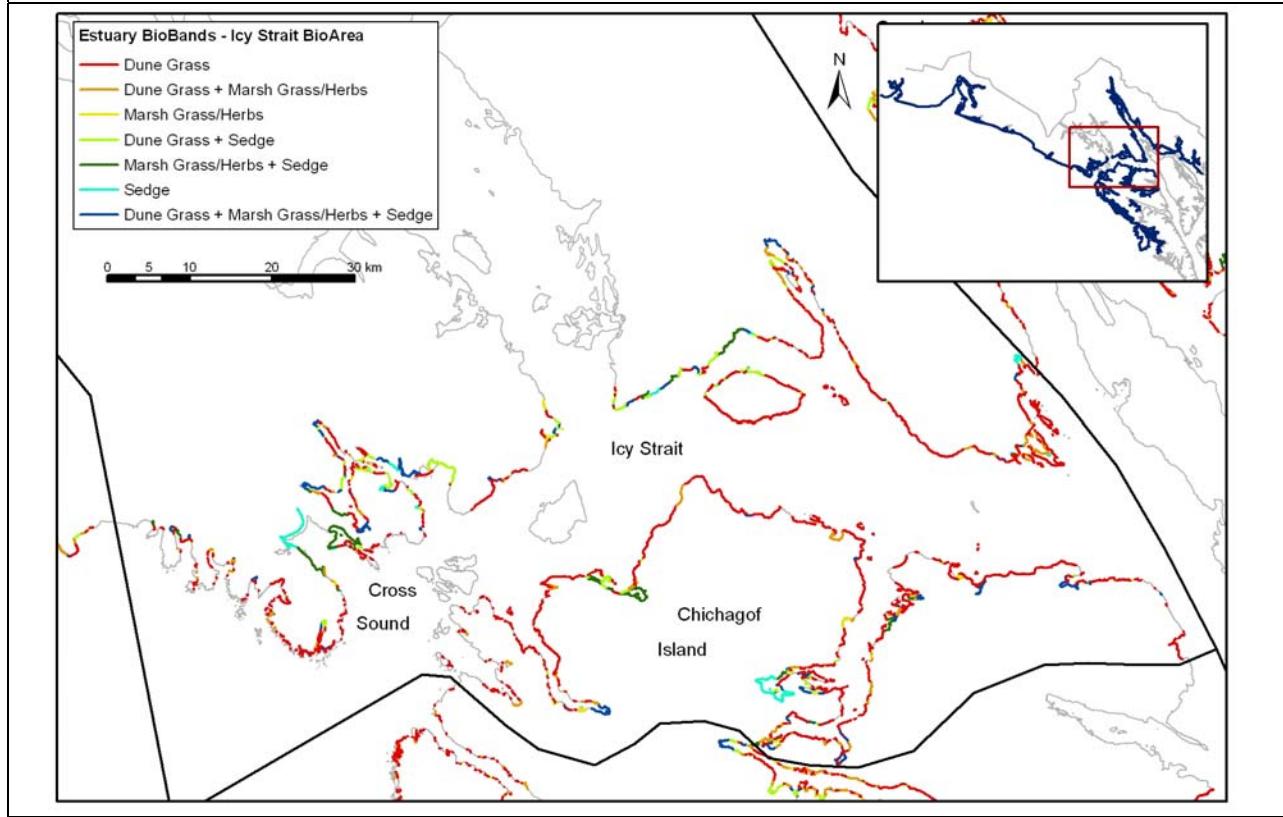 Estuary BioBands - Icy Strait BioArea
Dune Grass
Dune Grass + Marsh Grass/Herbs
Marsh Grass/Herbs
Dune Grass + Sedge
Marsh Grass/Herbs + Sedge
Sedge
Dune Grass + Marsh Grass/Herbs + Sedge
N
0 5 10 20 30 km
Icy Strait
Cross
Sound
Chichagof
Island